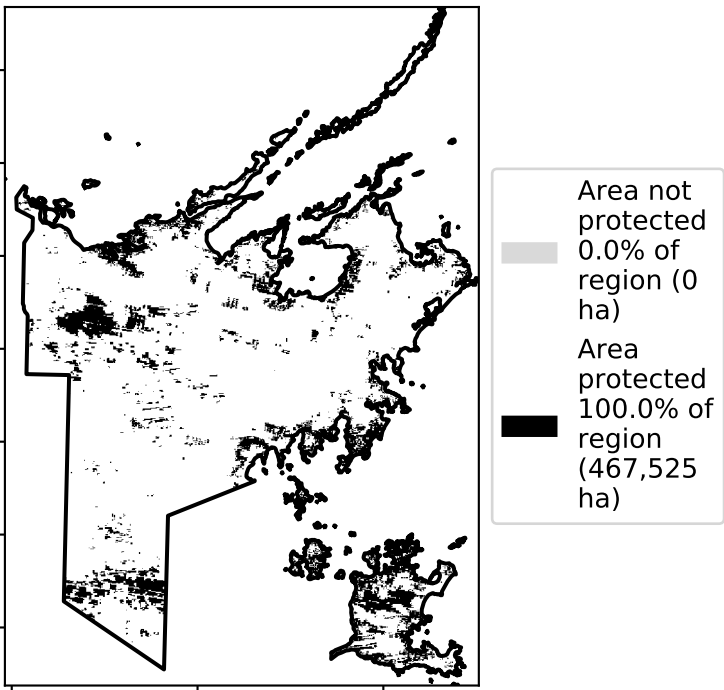 Area not
protected
0.0% of
region (0
ha)
Area
protected
100.0% of
region
(467,525
ha)